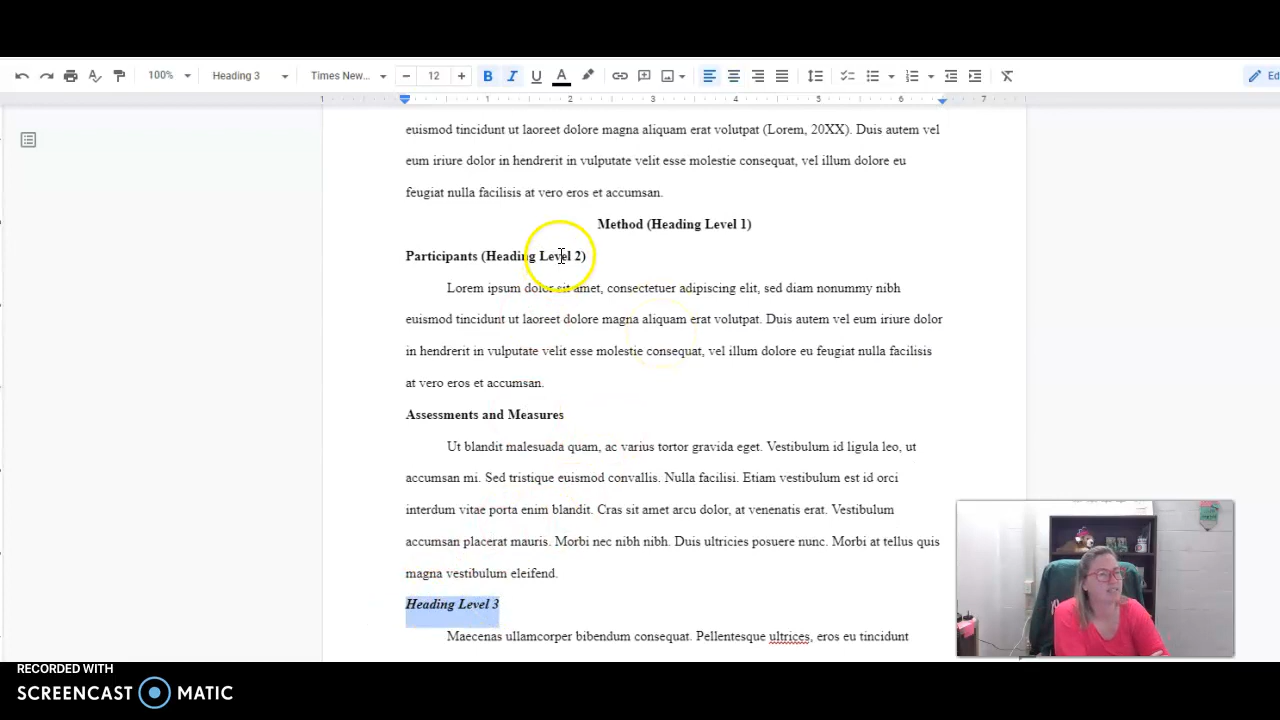 100%
Heading 3
Times New...
12
Ed
1 1 2 3 4 5 6 7
euismod tincidunt ut laoreet dolore magna aliquam erat volutpat (Lorem, 20XX). Duis autem vel
eum iriure dolor in hendrerit in vulputate velit esse molestie consequat, vel illum dolore eu
feugiat nulla facilisis at vero eros et accumsan.
Method (Heading Level 1)
Participants (Heading Level 2)
Lorem ipsum dolor sit amet, consectetuer adipiscing elit, sed diam nonummy nibh
euismod tincidunt ut laoreet dolore magna aliquam erat volutpat. Duis autem vel eum iriure dolor
in hendrerit in vulputate velit esse molestie consequat, vel illum dolore eu feugiat nulla facilisis
at vero eros et accumsan.
Assessments and Measures
Ut blandit malesuada quam, ac varius tortor gravida eget. Vestibulum id ligula leo, ut
accumsan mi. Sed tristique euismod convallis. Nulla facilisi. Etiam vestibulum est id orci
interdum vitae porta enim blandit. Cras sit amet arcu dolor, at venenatis erat. Vestibulum
accumsan placerat mauris. Morbi nec nibh nibh. Duis ultricies posuere nunc. Morbi at tellus quis
magna vestibulum eleifend.
Heading Level 3
Maecenas ullamcorper bibendum consequat. Pellentesque ultrices, eros eu tincidunt
RECORDED WITH
SCREENCAST MATIC